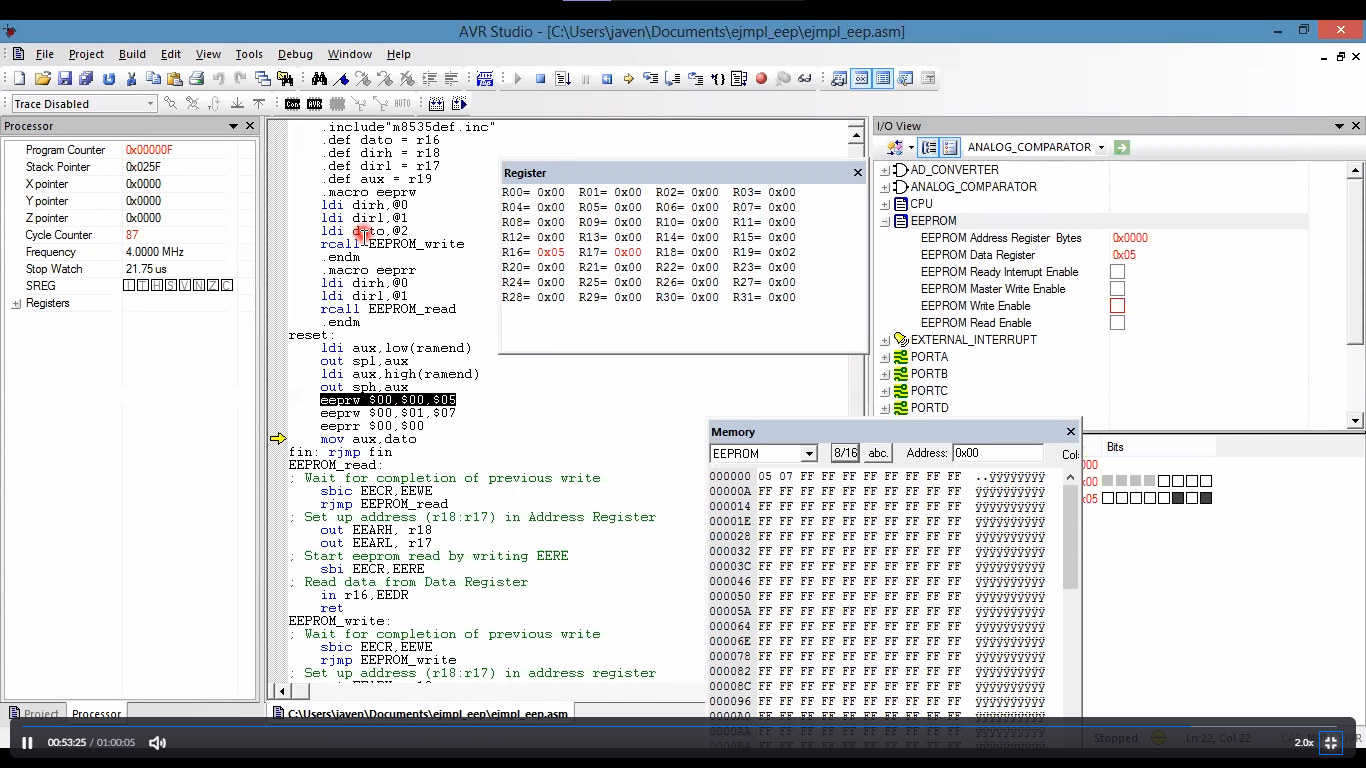 AVR Studio - [C:\Users\javen\Documents\ejmpl_eep\ejmpl_eep.asm]
File Project Build Edit View Tools Debug Window Help
Trace Disabled
Con AVR AUTO
Processor
Program Counter 0x00000F
Stack Pointer 0x025F
X pointer 0x0000
Y pointer 0x0000
Z pointer 0x0000
Cycle Counter 87
Frequency 4.0000 MHz
Stop Watch 21.75 us
SREG I T H S V N Z C
Registers
Project Processor
.include"m8535def.inc"
.def dato = r16
.def dirh = r18
.def dirl = r17
.def aux = r19
.macro eeprw
ldi dirh,@0
ldi dirl,@1
ldi dato,@2
rcall EEPROM_write
.endm
.macro eeprr
ldi dirh,@0
ldi dirl,@1
rcall EEPROM_read
.endm
reset:
ldi aux,low(ramend)
out spl,aux
ldi aux,high(ramend)
out sph,aux
eeprw $00,$00,$05
eeprw $00,$01,$07
eeprr $00,$00
mov aux,dato
fin: rjmp fin
EEPROM_read:
; Wait for completion of previous write
sbic EECR,EEWE
rjmp EEPROM_read
; Set up address (r18:r17) in Address Register
out EEARH, r18
out EEARL, r17
; Start eeprom read by writing EERE
sbi EECR,EERE
; Read data from Data Register
in r16,EEDR
ret
EEPROM_write:
; Wait for completion of previous write
sbic EECR,EEWE
rjmp EEPROM_write
; Set up address (r18:r17) in address register
C:\Users\javen\Documents\ejmpl_eep\ejmpl_eep.asm
Register
R00= 0x00 R01= 0x00 R02= 0x00 R03= 0x00
R04= 0x00 R05= 0x00 R06= 0x00 R07= 0x00
R08= 0x00 R09= 0x00 R10= 0x00 R11= 0x00
R12= 0x00 R13= 0x00 R14= 0x00 R15= 0x00
R16= 0x05 R17= 0x00 R18= 0x00 R19= 0x02
R20= 0x00 R21= 0x00 R22= 0x00 R23= 0x00
R24= 0x00 R25= 0x00 R26= 0x00 R27= 0x00
R28= 0x00 R29= 0x00 R30= 0x00 R31= 0x00
I/O View
ANALOG_COMPARATOR
AD_CONVERTER
ANALOG_COMPARATOR
CPU
EEPROM
EEPROM Address Register Bytes 0x0000
EEPROM Data Register 0x05
EEPROM Ready Interrupt Enable
EEPROM Master Write Enable
EEPROM Write Enable
EEPROM Read Enable
EXTERNAL_INTERRUPT
PORTA
PORTB
PORTC
PORTD
Bits
Memory
EEPROM 8/16 abc. Address: 0x00 Col:
000000 05 07 FF FF FF FF FF FF FF FF ..ÿÿÿÿÿÿÿÿ
00000A FF FF FF FF FF FF FF FF FF FF ÿÿÿÿÿÿÿÿÿÿ
000014 FF FF FF FF FF FF FF FF FF FF ÿÿÿÿÿÿÿÿÿÿ
00001E FF FF FF FF FF FF FF FF FF FF ÿÿÿÿÿÿÿÿÿÿ
000028 FF FF FF FF FF FF FF FF FF FF ÿÿÿÿÿÿÿÿÿÿ
000032 FF FF FF FF FF FF FF FF FF FF ÿÿÿÿÿÿÿÿÿÿ
00003C FF FF FF FF FF FF FF FF FF FF ÿÿÿÿÿÿÿÿÿÿ
000046 FF FF FF FF FF FF FF FF FF FF ÿÿÿÿÿÿÿÿÿÿ
000050 FF FF FF FF FF FF FF FF FF FF ÿÿÿÿÿÿÿÿÿÿ
00005A FF FF FF FF FF FF FF FF FF FF ÿÿÿÿÿÿÿÿÿÿ
000064 FF FF FF FF FF FF FF FF FF FF ÿÿÿÿÿÿÿÿÿÿ
00006E FF FF FF FF FF FF FF FF FF FF ÿÿÿÿÿÿÿÿÿÿ
000078 FF FF FF FF FF FF FF FF FF FF ÿÿÿÿÿÿÿÿÿÿ
000082 FF FF FF FF FF FF FF FF FF FF ÿÿÿÿÿÿÿÿÿÿ
00008C FF FF FF FF FF FF FF FF FF FF ÿÿÿÿÿÿÿÿÿÿ
000096 FF FF FF FF FF FF FF FF FF FF ÿÿÿÿÿÿÿÿÿÿ
0000A0 FF FF FF FF FF FF FF FF FF FF ÿÿÿÿÿÿÿÿÿÿ
00:53:25 / 01:00:05
Stopped Ln 22, Col 22
2.0x